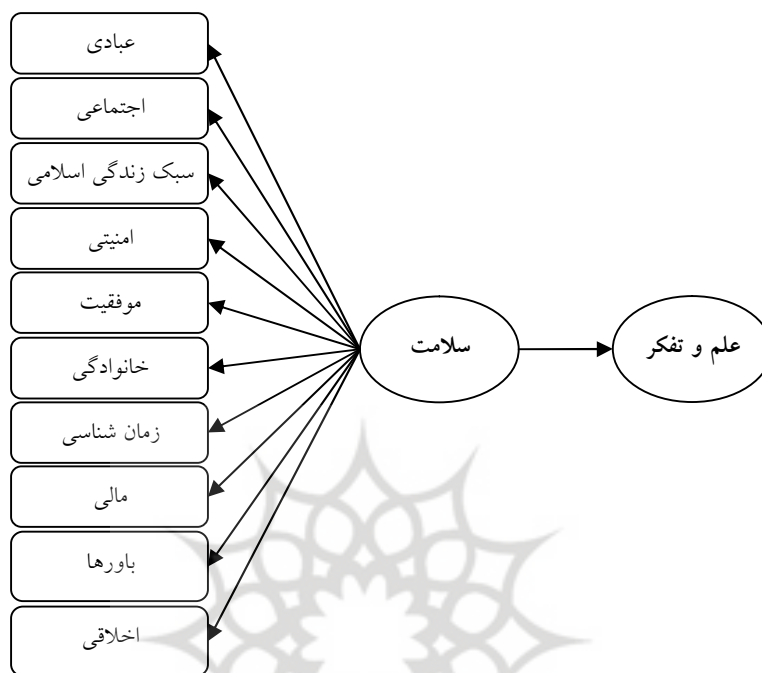 عبادی
اجتماعی
سبک زندگی اسلامی
امنیتی
موفقیت
خانوادگی
زمان شناسی
مالی
باورها
اخلاقی
سلامت
علم و تفکر